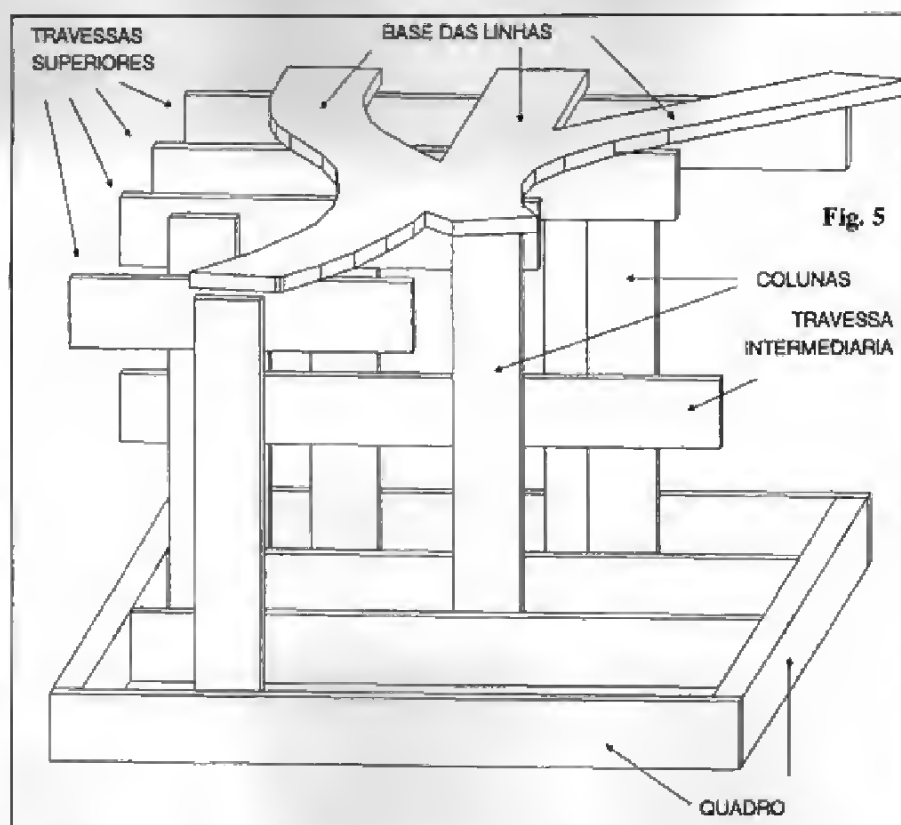 TRAVESSAS
SUPERIORES
BASE DAS LINHAS
Fig. 5
COLUNAS
TRAVESSA
INTERMEDIARIA
QUADRO